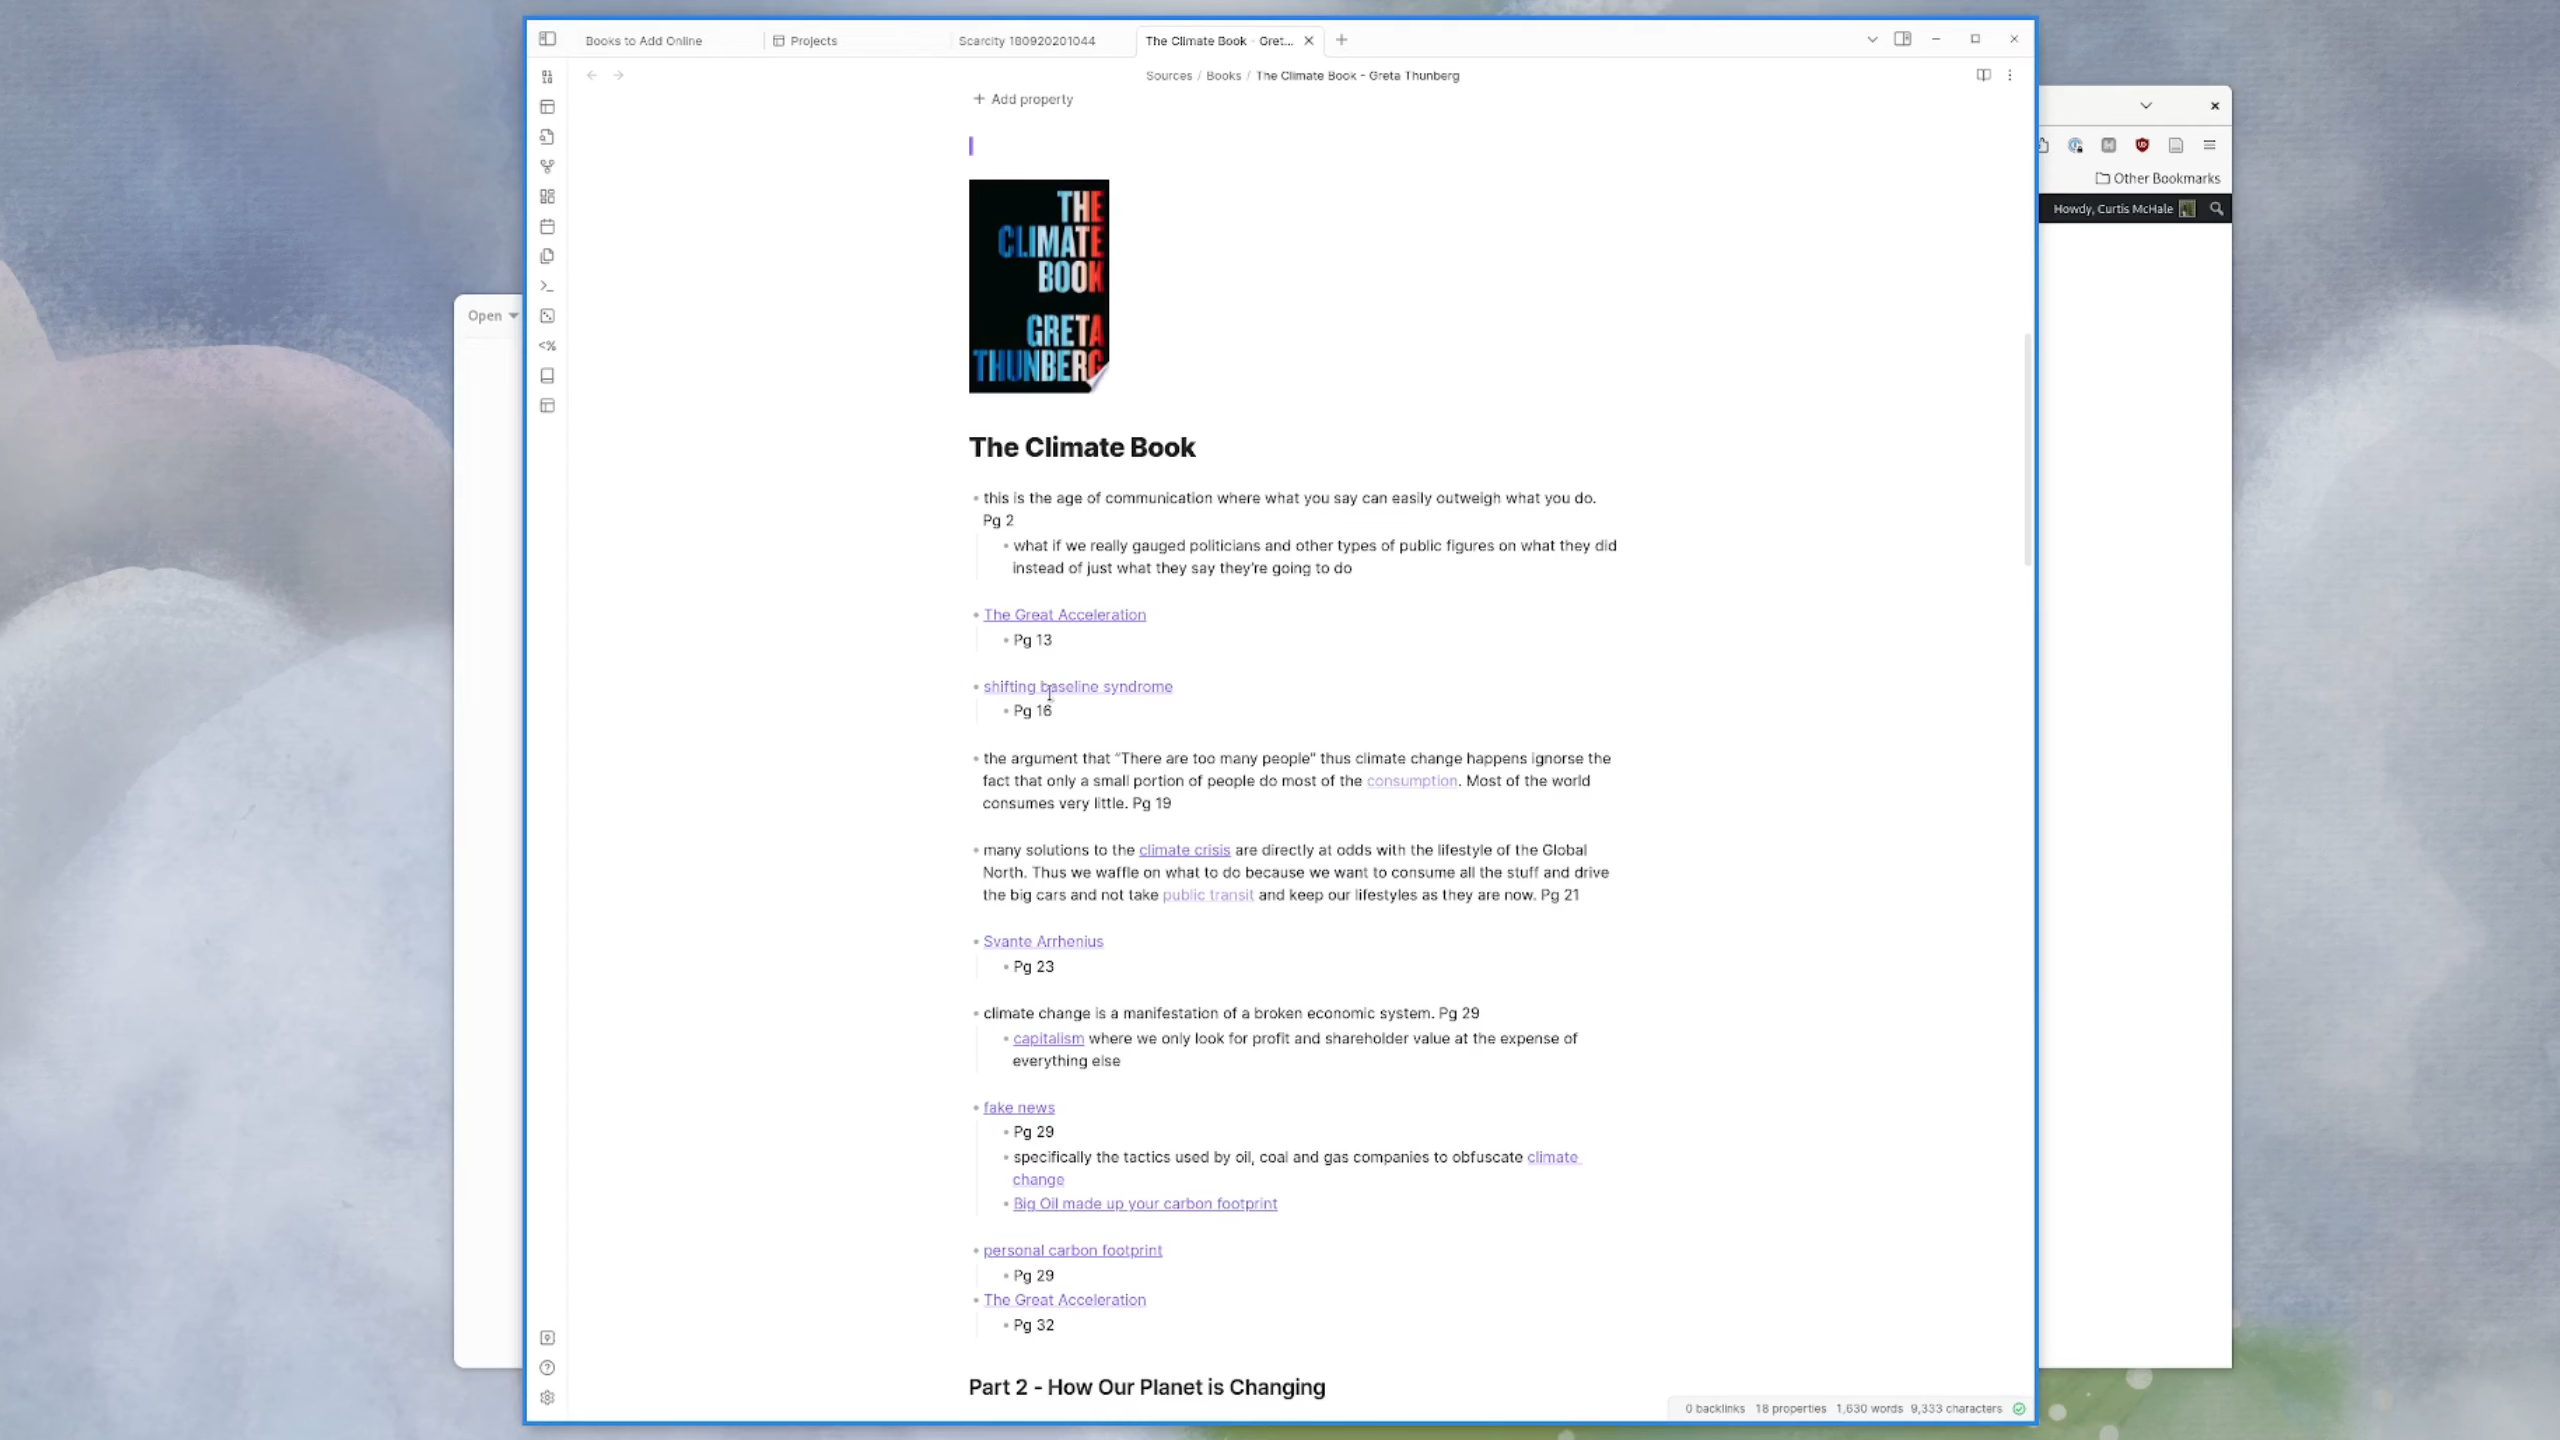 Books to Add Online
Projects
Scarcity 180920201044
The Climate Book - Gret...
Sources / Books / The Climate Book - Greta Thunberg
Add property
Other Bookmarks
Howdy, Curtis McHale
Open
THE
CLIMATE
BOOK
GRETA
THUNBERG
The Climate Book
this is the age of communication where what you say can easily outweigh what you do.
Pg 2
what if we really gauged politicians and other types of public figures on what they did
instead of just what they say they're going to do
The Great Acceleration
Pg 13
shifting baseline syndrome
Pg 16
the argument that "There are too many people" thus climate change happens ignorse the
fact that only a small portion of people do most of the consumption. Most of the world
consumes very little. Pg 19
many solutions to the climate crisis are directly at odds with the lifestyle of the Global
North. Thus we waffle on what to do because we want to consume all the stuff and drive
the big cars and not take public transit and keep our lifestyles as they are now. Pg 21
Svante Arrhenius
Pg 23
climate change is a manifestation of a broken economic system. Pg 29
capitalism where we only look for profit and shareholder value at the expense of
everything else
fake news
Pg 29
specifically the tactics used by oil, coal and gas companies to obfuscate climate
change
Big Oil made up your carbon footprint
personal carbon footprint
Pg 29
The Great Acceleration
Pg 32
Part 2 - How Our Planet is Changing
0 backlinks 18 properties 1,630 words 9,333 characters